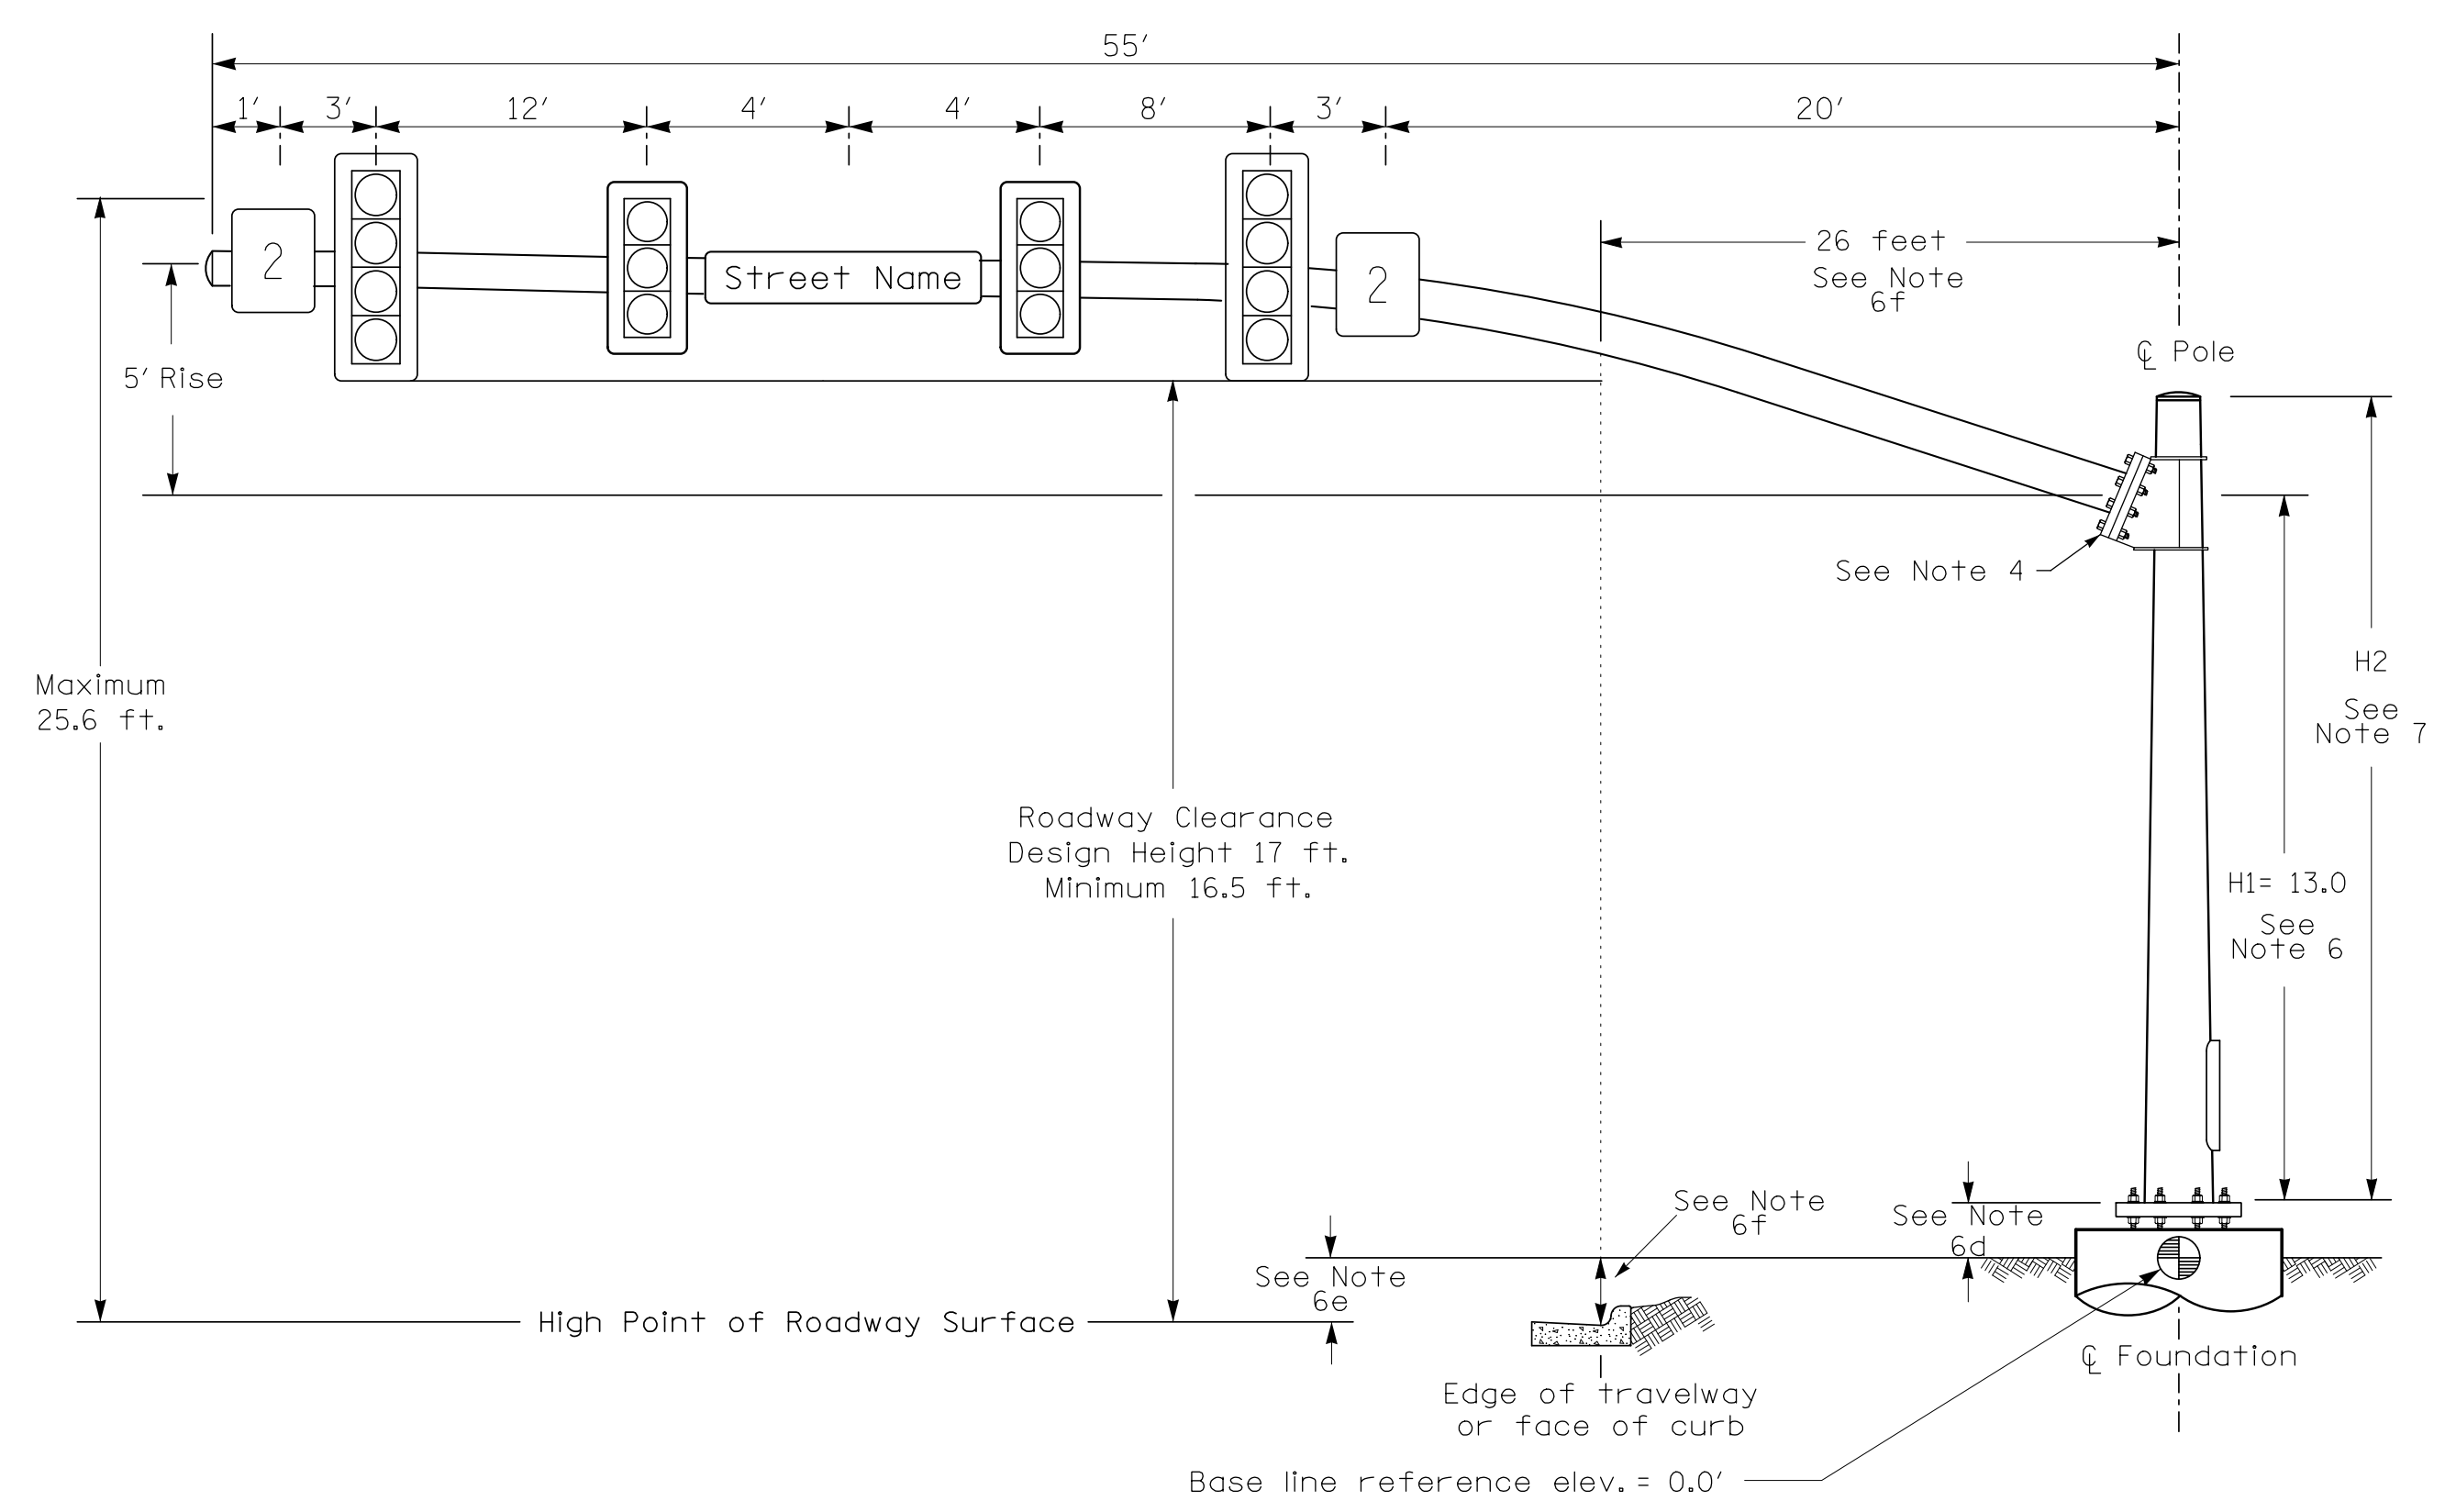 55'
1' 3' 12' 4' 4' 8' 3' 20'
2
Street Name
2
26 feet
See Note
6f
℄ Pole
5' Rise
See Note 4
Maximum
25.6 ft.
H2
See
Note 7
Roadway Clearance
Design Height 17 ft.
Minimum 16.5 ft.
H1= 13.0
See
Note 6
See Note
6f
See Note
6d
See Note
6e
High Point of Roadway Surface
℄ Foundation
Edge of travelway
or face of curb
Base line reference elev. = 0.0'